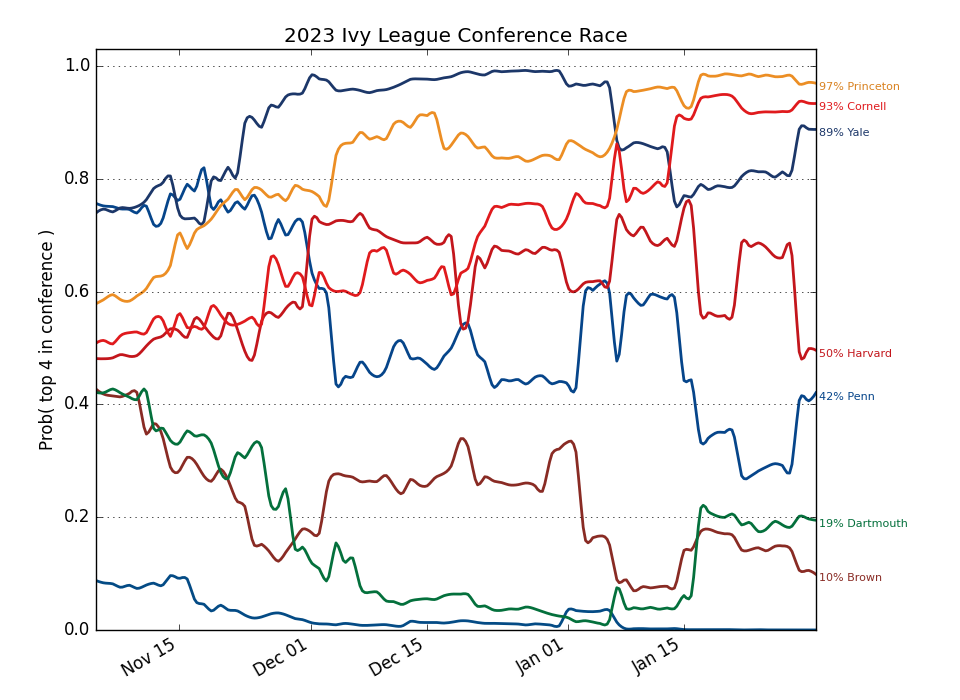 2023 Ivy League Conference Race
Prob( top 4 in conference )
1.0
0.8
0.6
0.4
0.2
0.0
Nov 15
Dec 01
Dec 15
Jan 01
Jan 15
97% Princeton
93% Cornell
89% Yale
50% Harvard
42% Penn
19% Dartmouth
10% Brown